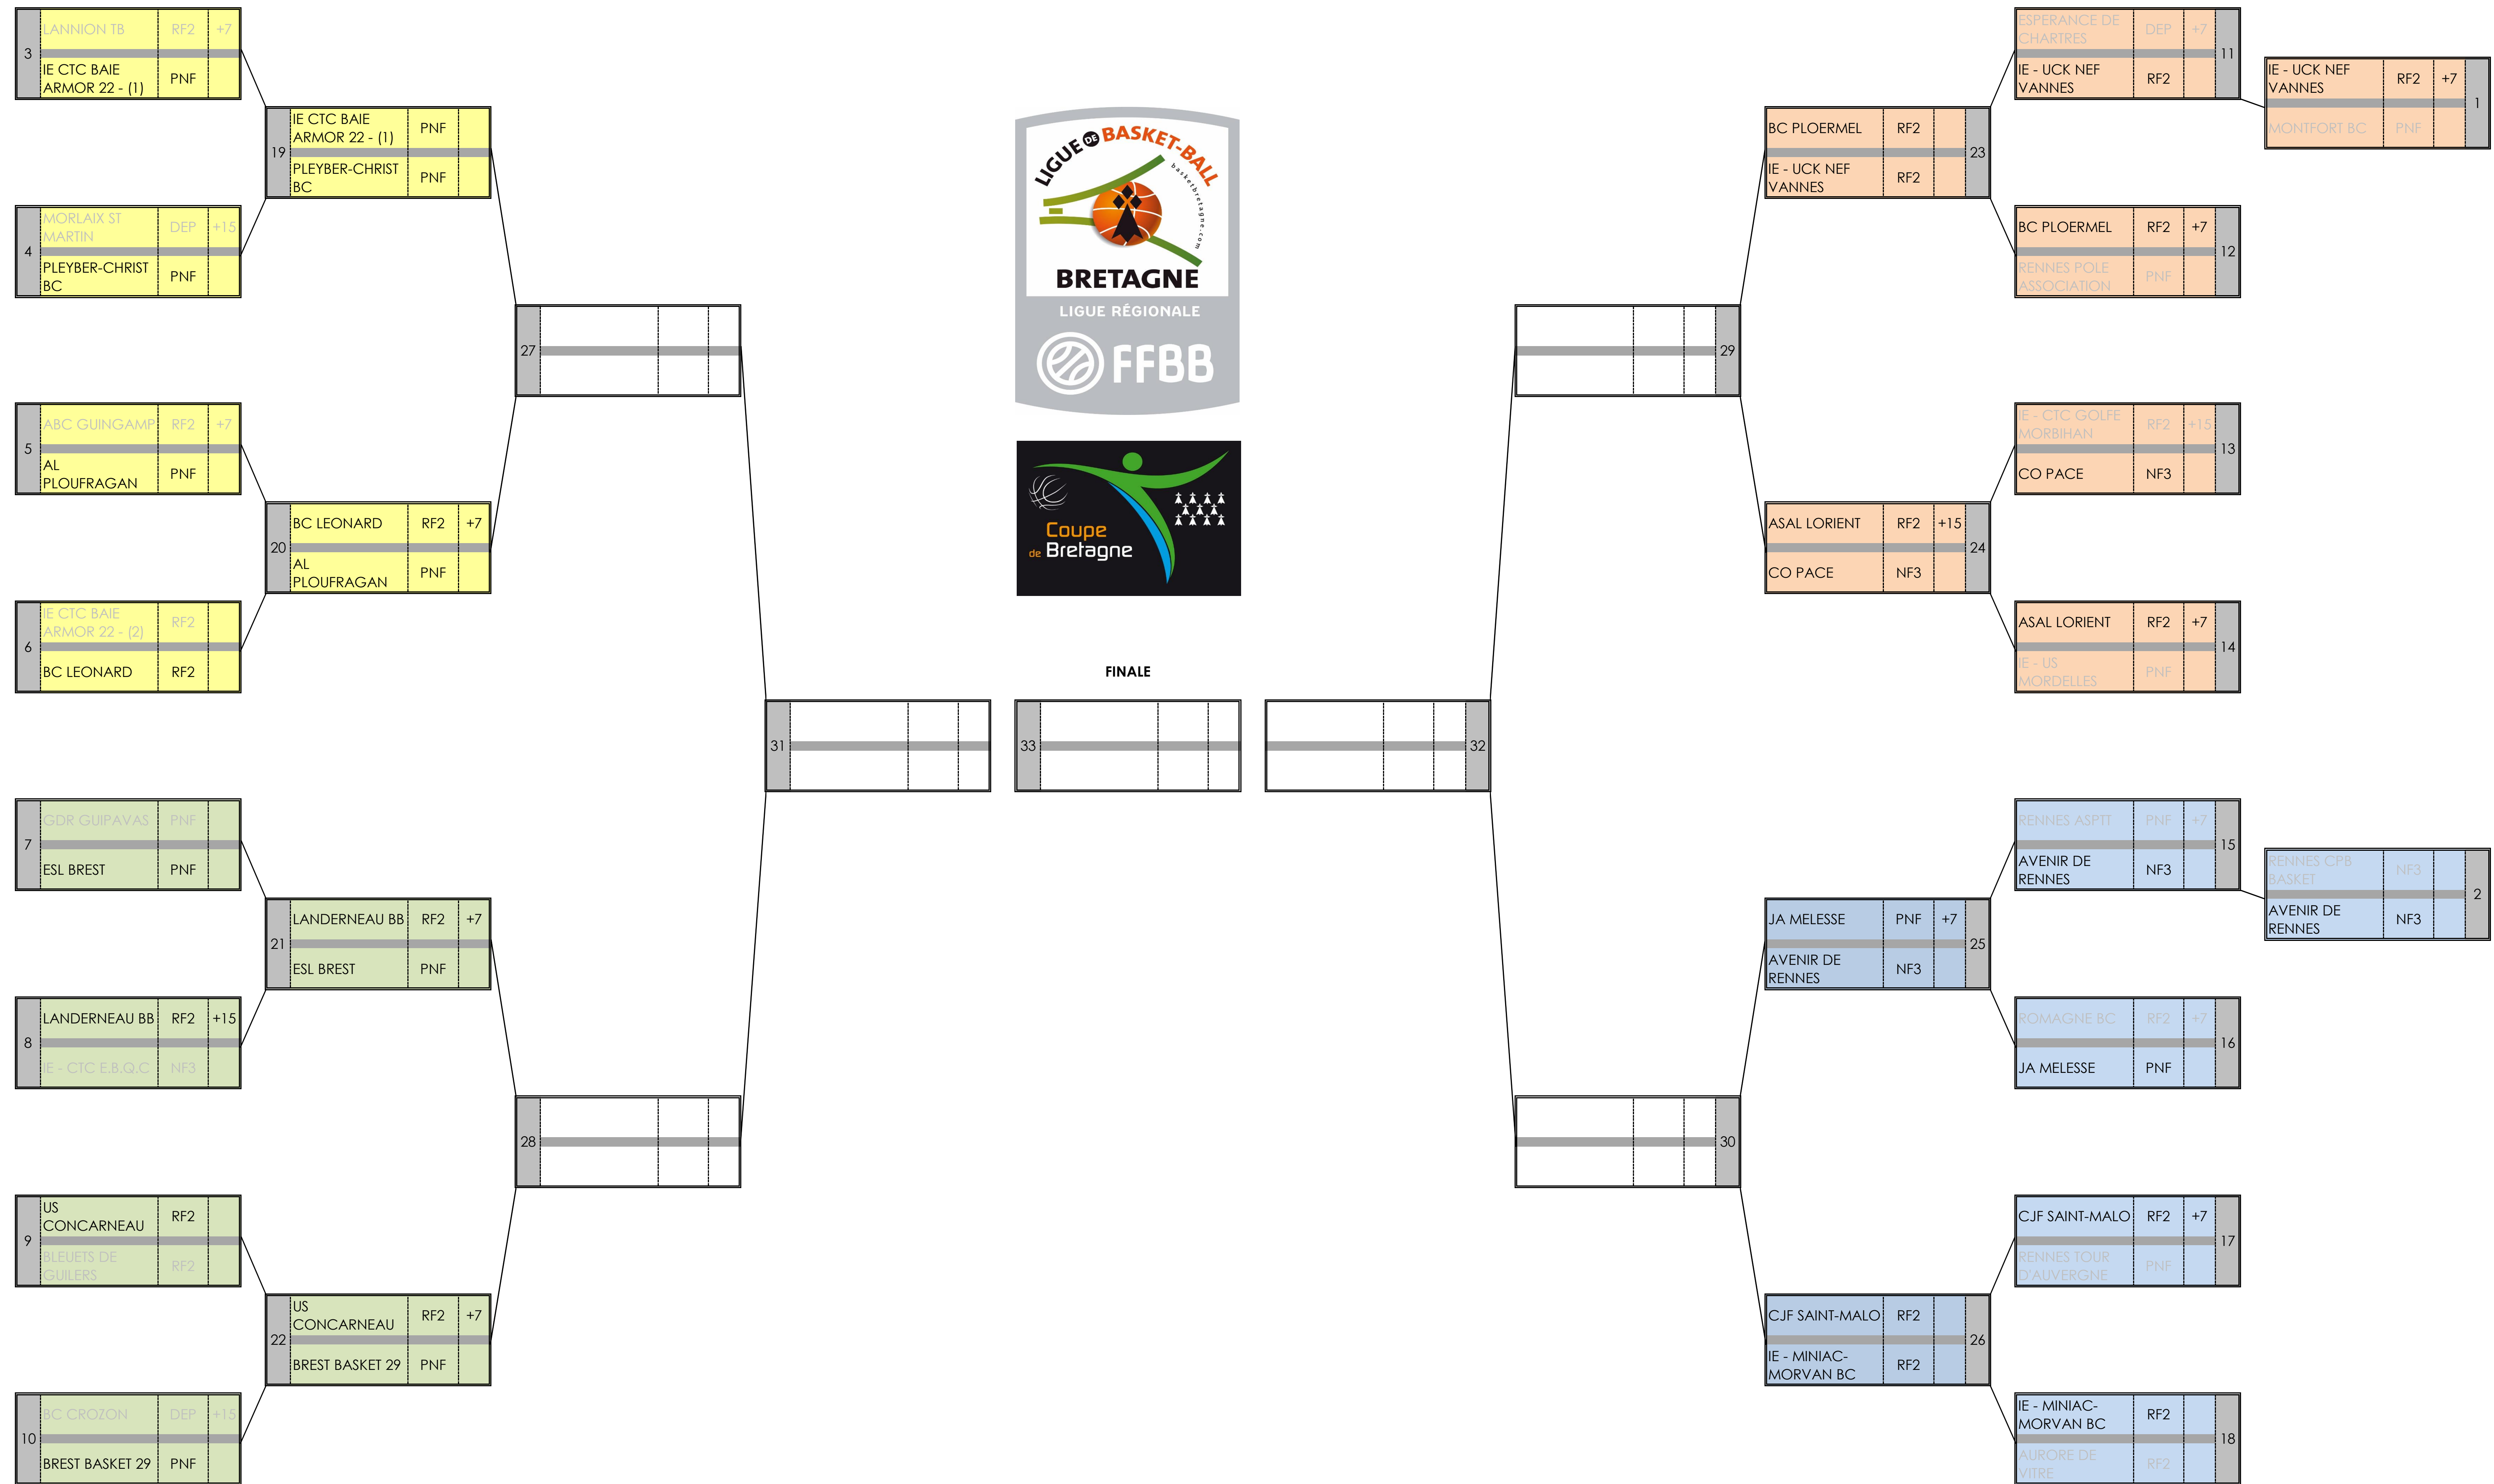 3
LANNION TB RF2 +7
IE CTC BAIE
ARMOR 22 - (1) PNF
19
IE CTC BAIE
ARMOR 22 - (1) PNF
PLEYBER-CHRIST
BC PNF
4
MORLAIX ST
MARTIN DEP +15
PLEYBER-CHRIST
BC PNF
27
5
ABC GUINGAMP RF2 +7
AL
PLOUFRAGAN PNF
20
BC LEONARD RF2 +7
AL
PLOUFRAGAN PNF
6
IE CTC BAIE
ARMOR 22 - (2) RF2
BC LEONARD RF2
31
7
GDR GUIPAVAS PNF
ESL BREST PNF
21
LANDERNEAU BB RF2 +7
ESL BREST PNF
8
LANDERNEAU BB RF2 +15
IE - CTC E.B.Q.C NF3
28
9
US
CONCARNEAU RF2
BLEUETS DE
GUILERS RF2
22
US
CONCARNEAU RF2 +7
BREST BASKET 29 PNF
10
BC CROZON DEP +15
BREST BASKET 29 PNF
LIGUE DE BASKET-BALL
basketbretagne.com
BRETAGNE
LIGUE RÉGIONALE
FFBB
Coupe
de Bretagne
FINALE
33
32
29
BC PLOERMEL RF2
IE - UCK NEF
VANNES RF2
23
ESPERANCE DE
CHARTRES DEP +7
IE - UCK NEF
VANNES RF2
11
IE - UCK NEF
VANNES RF2 +7
MONTFORT BC PNF
1
BC PLOERMEL RF2 +7
RENNES POLE
ASSOCIATION PNF
12
IE - CTC GOLFE
MORBIHAN RF2 +15
CO PACE NF3
13
ASAL LORIENT RF2 +15
CO PACE NF3
24
ASAL LORIENT RF2 +7
IE - US
MORDELLES PNF
14
RENNES ASPTT PNF +7
AVENIR DE
RENNES NF3
15
RENNES CPB
BASKET NF3
AVENIR DE
RENNES NF3
2
JA MELESSE PNF +7
AVENIR DE
RENNES NF3
25
ROMAGNE BC RF2 +7
JA MELESSE PNF
16
30
CJF SAINT-MALO RF2 +7
RENNES TOUR
D'AUVERGNE PNF
17
CJF SAINT-MALO RF2
IE - MINIAC-
MORVAN BC RF2
26
IE - MINIAC-
MORVAN BC RF2
AURORE DE
VITRE RF2
18